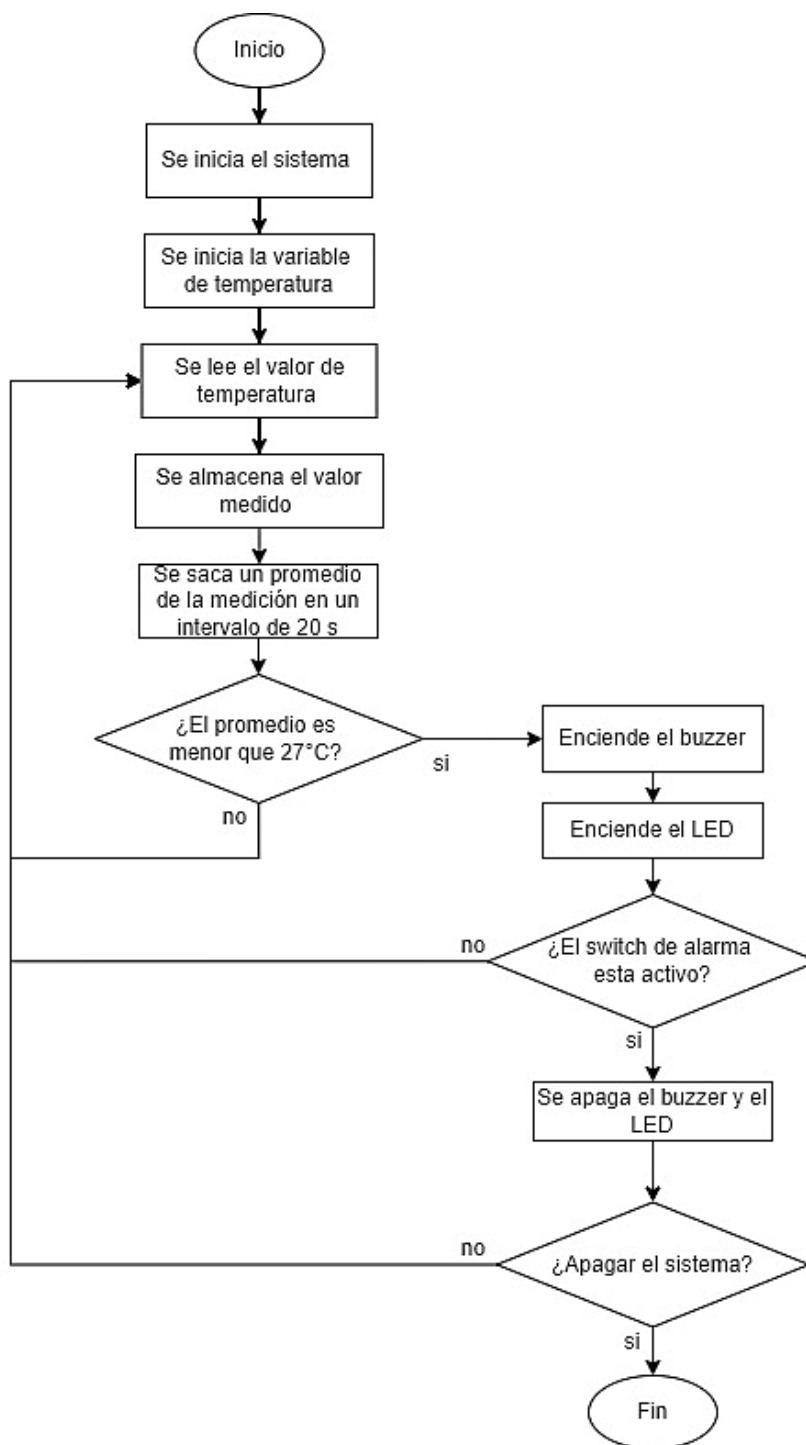 Inicio
Se inicia el sistema
Se inicia la variable
de temperatura
Se lee el valor de
temperatura
Se almacena el valor
medido
Se saca un promedio
de la medición en un
intervalo de 20 s
¿El promedio es
menor que 27°C?
si
no
Enciende el buzzer
Enciende el LED
¿El switch de alarma
esta activo?
no
si
Se apaga el buzzer y el
LED
¿Apagar el sistema?
no
si
Fin